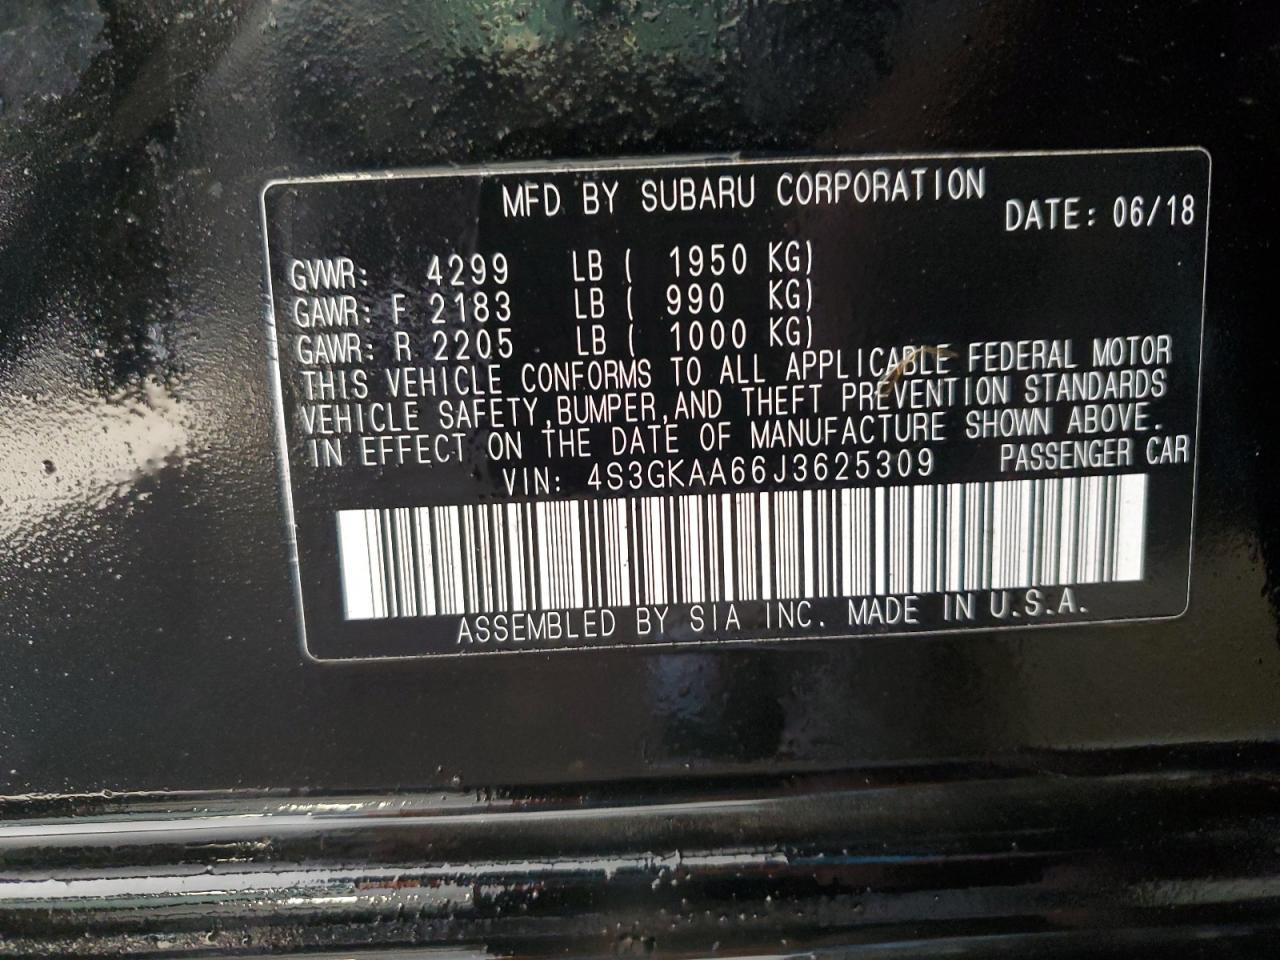 MFD BY SUBARU CORPORATION
DATE: 06/18
GVWR: 4299 LB ( 1950 KG)
GAWR: F 2183 LB ( 990 KG)
GAWR: R 2205 LB ( 1000 KG)
THIS VEHICLE CONFORMS TO ALL APPLICABLE FEDERAL MOTOR
VEHICLE SAFETY,BUMPER,AND THEFT PREVENTION STANDARDS
IN EFFECT ON THE DATE OF MANUFACTURE SHOWN ABOVE.
VIN: 4S3GKAA66J3625309 PASSENGER CAR
ASSEMBLED BY SIA INC. MADE IN U.S.A.